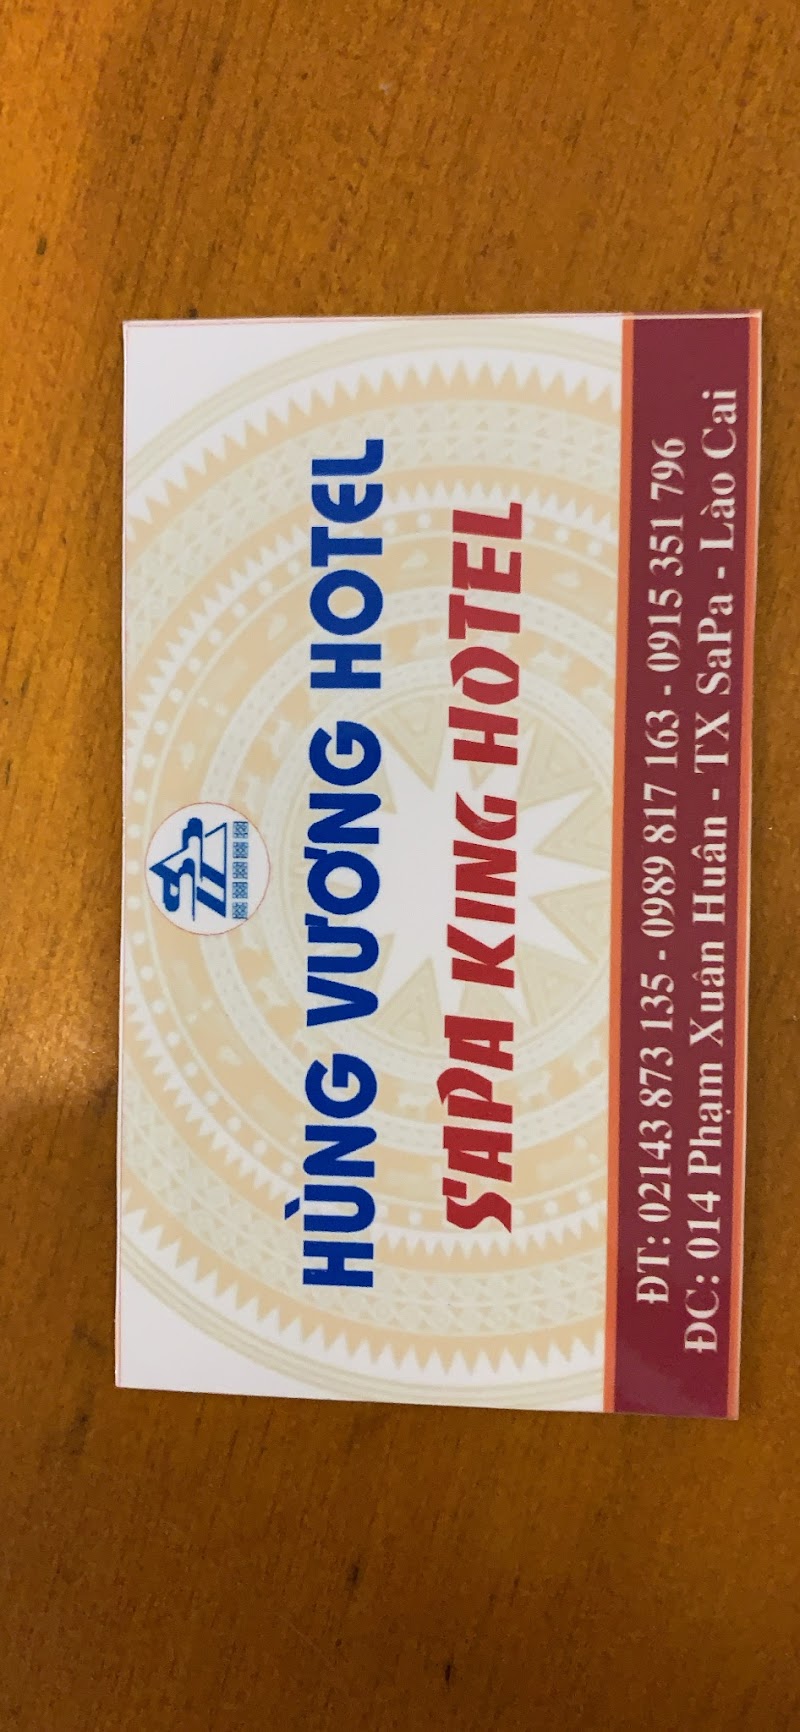 HÙNG VƯƠNG HOTEL
SAPA KING HOTEL
ĐT: 02143 873 135 - 0989 817 163 - 0915 351 796
ĐC: 014 Phạm Xuân Huân - TX SaPa - Lào Cai